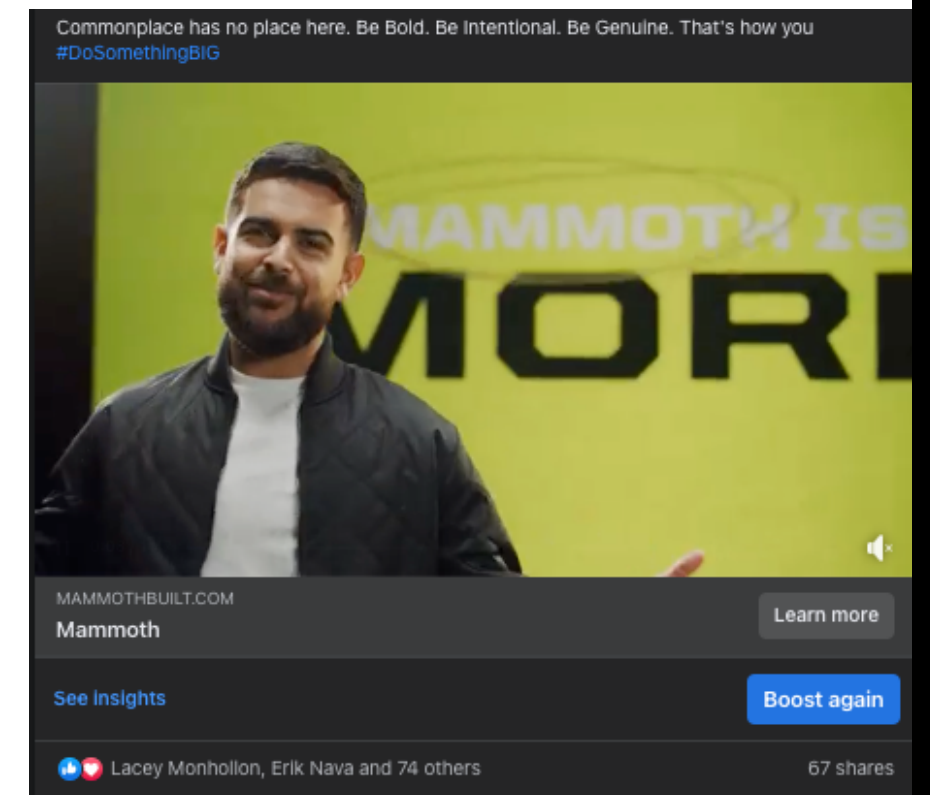 Commonplace has no place here. Be Bold. Be Intentional. Be Genuine. That's how you
#DoSomethingBIG
MAMMOTH IS
MOR
MAMMOTHBUILT.COM
Mammoth
Learn more
See insights
Boost again
Lacey Monhollon, Erik Nava and 74 others
67 shares